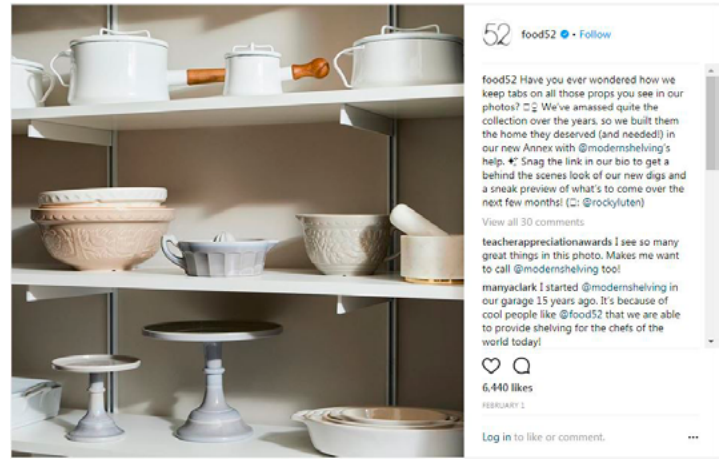 52 food52 • Follow
food52 Have you ever wondered how we
keep tabs on all those props you see in our
photos? We've amassed quite the
collection over the years, so we built them
the home they deserved (and needed!) in
our new Annex with @modernshelving's
help. Snag the link in our bio to get a
behind the scenes look of our new digs and
a sneak preview of what's to come over the
next few months! (: @rockyluten)
View all 30 comments
teacherappreciationawards I see so many
great things in this photo. Makes me want
to call @modernshelving too!
manyaclark I started @modernshelving in
our garage 15 years ago. It's because of
cool people like @food52 that we are able
to provide shelving for the chefs of the
world today!
6,440 likes
FEBRUARY 1
Log in to like or comment.